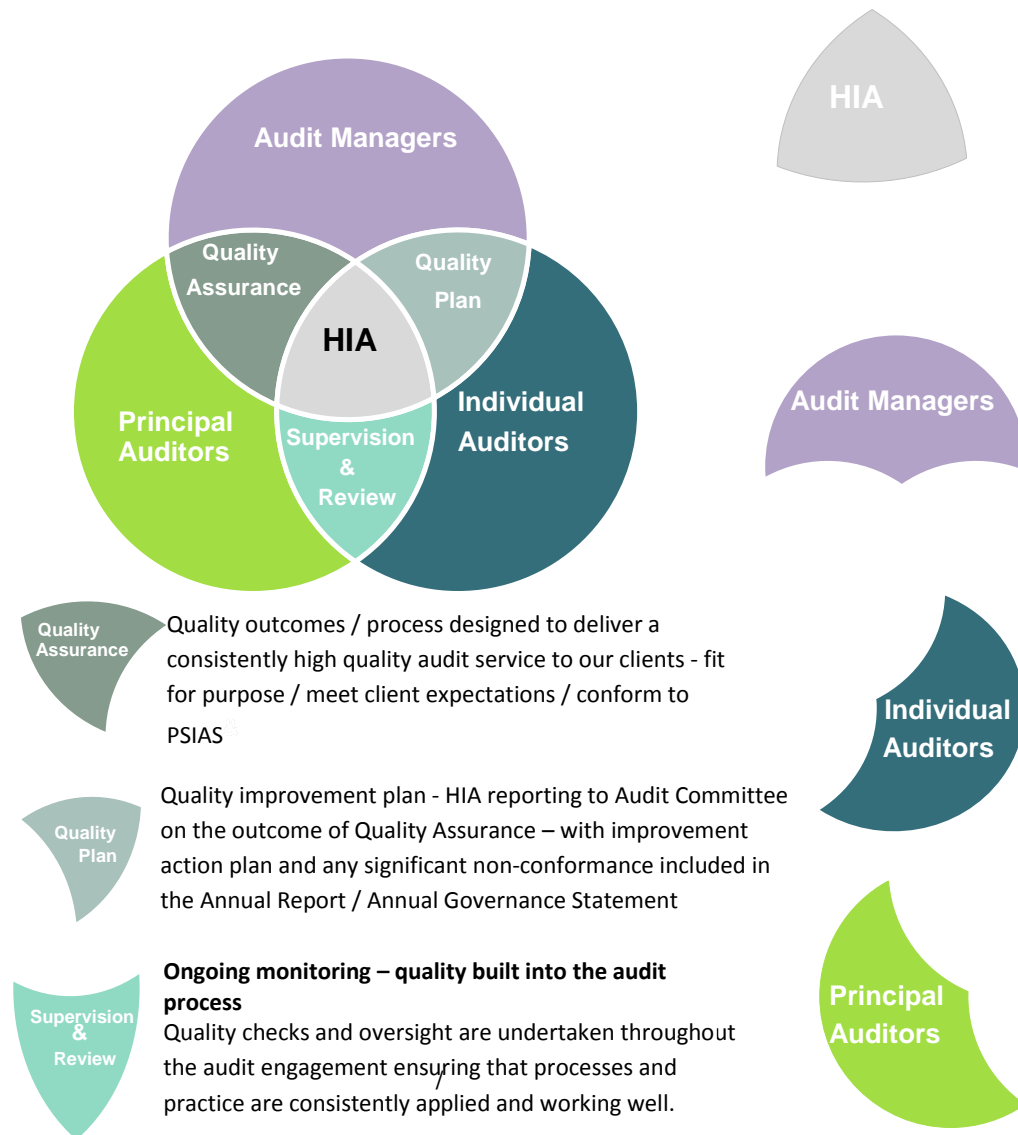 HIA
Audit Managers
Quality
Assurance
Quality
Plan
HIA
Principal
Auditors
Individual
Auditors
Supervision
&
Review
Audit Managers
Quality
Assurance
Quality outcomes / process designed to deliver a
consistently high quality audit service to our clients - fit
for purpose / meet client expectations / conform to
PSIAS
Individual
Auditors
Quality
Plan
Quality improvement plan - HIA reporting to Audit Committee
on the outcome of Quality Assurance – with improvement
action plan and any significant non-conformance included in
the Annual Report / Annual Governance Statement
Supervision
&
Review
Ongoing monitoring – quality built into the audit
process
Quality checks and oversight are undertaken throughout
the audit engagement ensuring that processes and
/
practice are consistently applied and working well.
Principal
Auditors